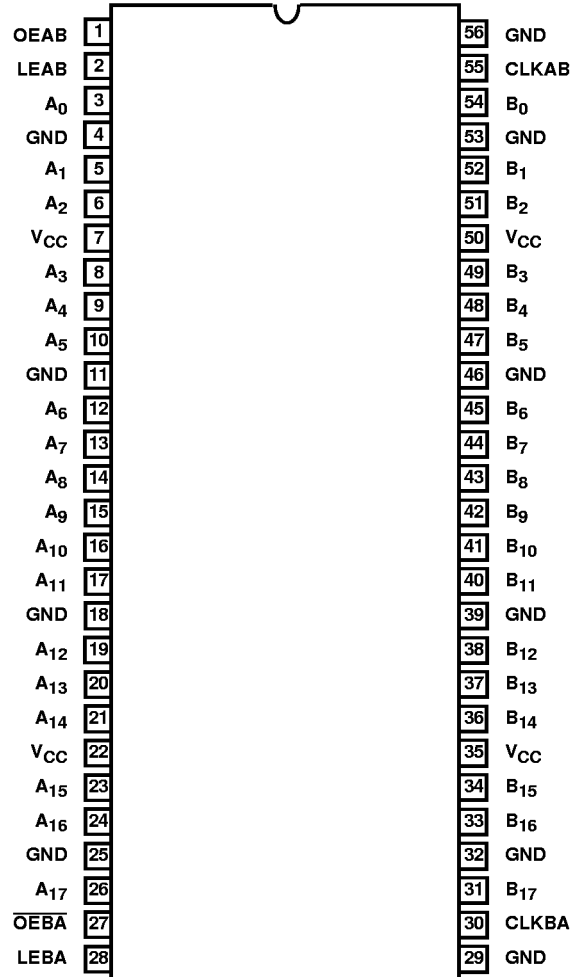 OEAB 1 56 GND
LEAB 2 55 CLKAB
A0 3 54 B0
GND 4 53 GND
A1 5 52 B1
A2 6 51 B2
VCC 7 50 VCC
A3 8 49 B3
A4 9 48 B4
A5 10 47 B5
GND 11 46 GND
A6 12 45 B6
A7 13 44 B7
A8 14 43 B8
A9 15 42 B9
A10 16 41 B10
A11 17 40 B11
GND 18 39 GND
A12 19 38 B12
A13 20 37 B13
A14 21 36 B14
VCC 22 35 VCC
A15 23 34 B15
A16 24 33 B16
GND 25 32 GND
A17 26 31 B17
O̅E̅B̅A̅ 27 30 CLKBA
LEBA 28 29 GND